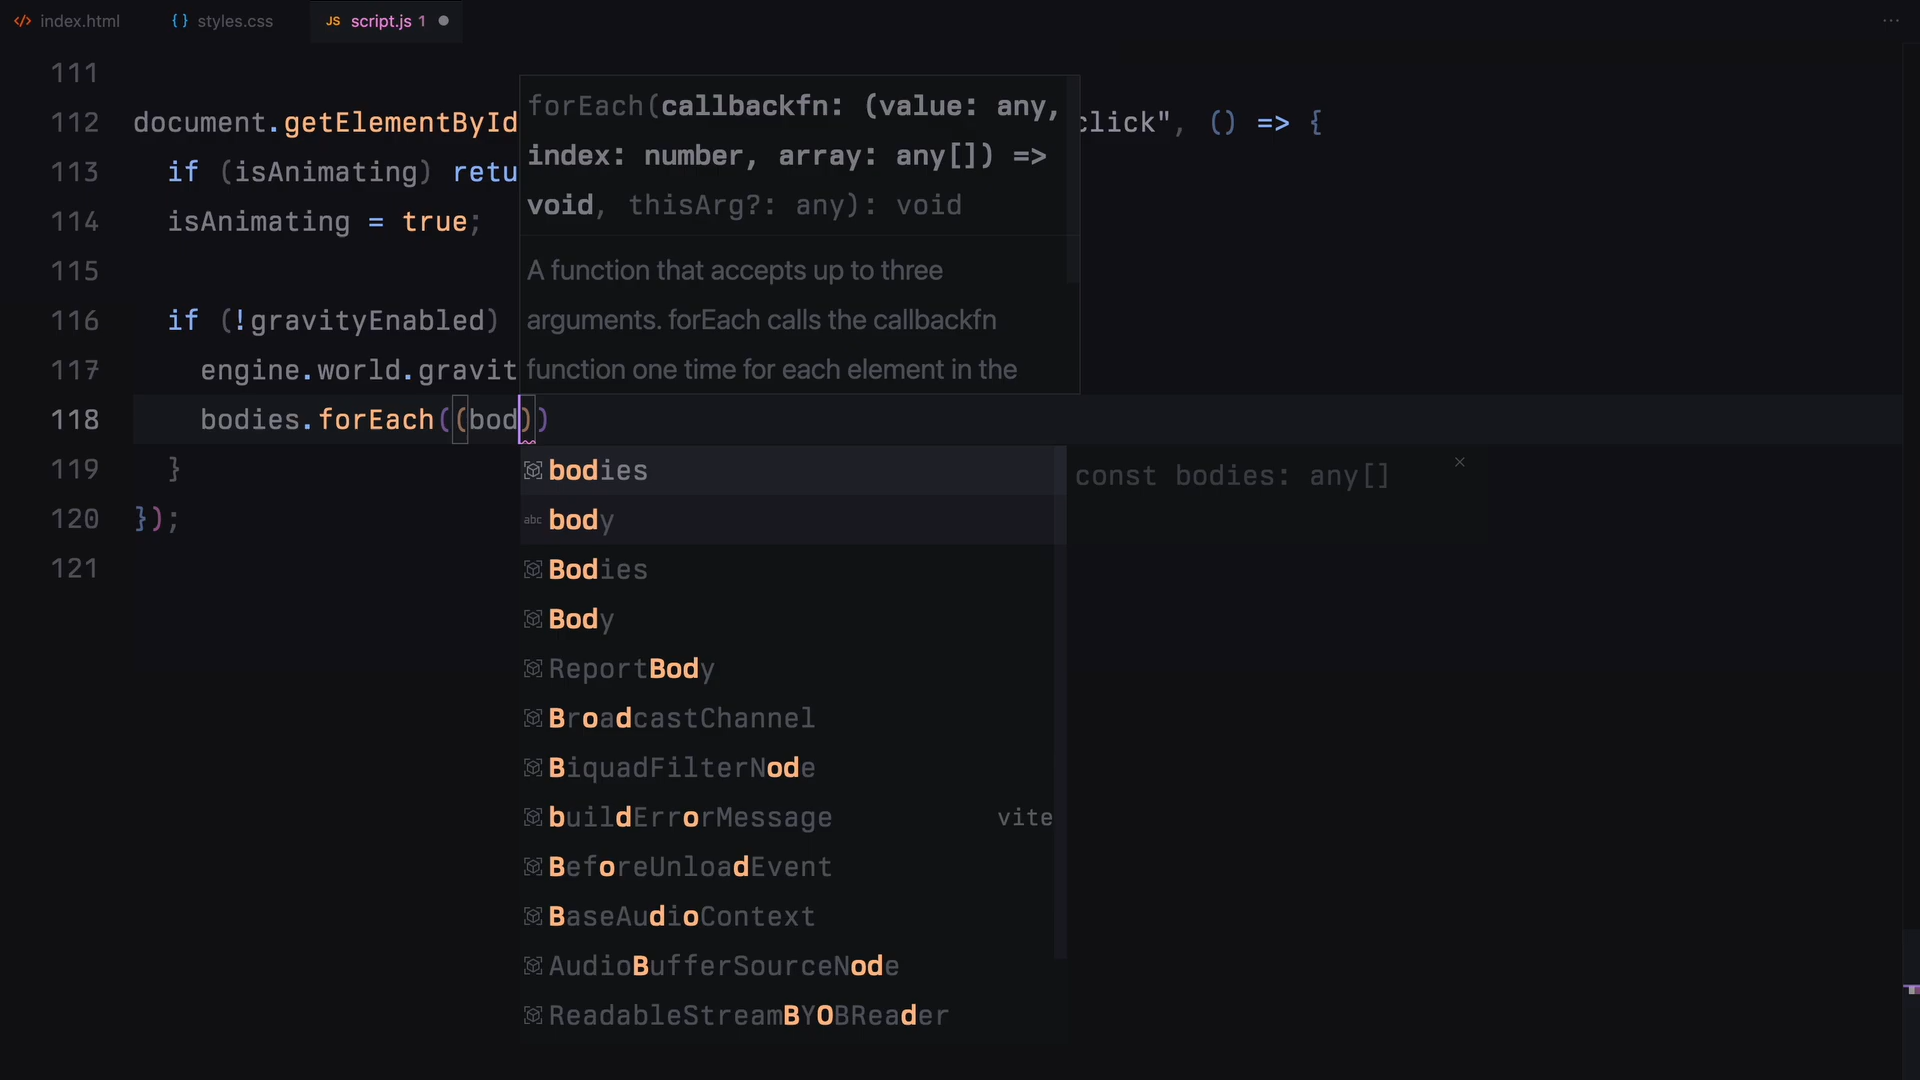 index.html
styles.css
JS script.js 1
111
112 document.getElementById click", () => {
113 if (isAnimating) retu
114 isAnimating = true;
115
116 if (!gravityEnabled)
117 engine.world.gravit
118 bodies.forEach((bod))
119 }
120 });
121
forEach(callbackfn: (value: any,
index: number, array: any[]) =>
void, thisArg?: any): void
A function that accepts up to three
arguments. forEach calls the callbackfn
function one time for each element in the
bodies
const bodies: any[]
abc body
Bodies
Body
ReportBody
BroadcastChannel
BiquadFilterNode
buildErrorMessage vite
BeforeUnloadEvent
BaseAudioContext
AudioBufferSourceNode
ReadableStreamBYOBReader